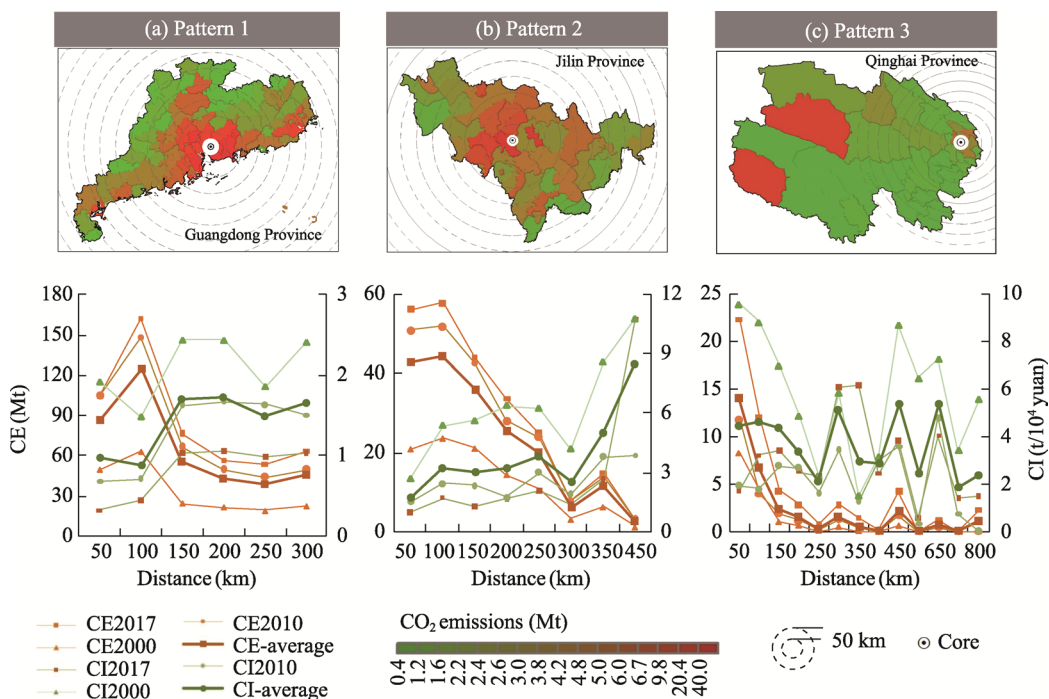 (a) Pattern 1
(b) Pattern 2
(c) Pattern 3
Guangdong Province
Jilin Province
Qinghai Province
180
150
120
90
60
30
0
CE (Mt)
3
2
1
0
50 100 150 200 250 300
Distance (km)
60
40
20
0
12
9
6
3
0
50 100 150 200 250 300 350 450
Distance (km)
25
20
15
10
5
0
10
8
6
4
2
0
CI (t/10⁴ yuan)
50 150 250 350 450 650 800
Distance (km)
CE2017
CE2010
CE2000
CE-average
CI2017
CI2010
CI2000
CI-average
CO₂ emissions (Mt)
0.4 1.2 1.6 2.2 2.4 2.6 3.0 3.8 4.2 4.8 5.0 6.0 6.7 9.8 20.4 40.0
50 km
Core